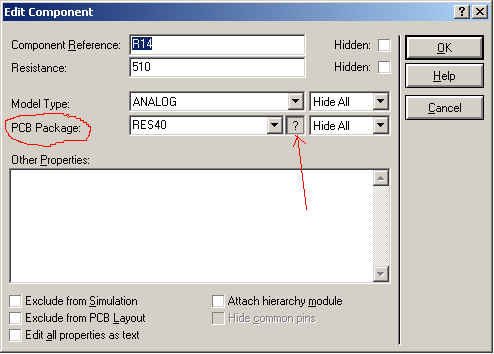 Edit Component
Component Reference: R14 Hidden:
Resistance: 510 Hidden:
Model Type: ANALOG Hide All
PCB Package: RES40 ? Hide All
Other Properties:
Exclude from Simulation Attach hierarchy module
Exclude from PCB Layout Hide common pins
Edit all properties as text
OK
Help
Cancel